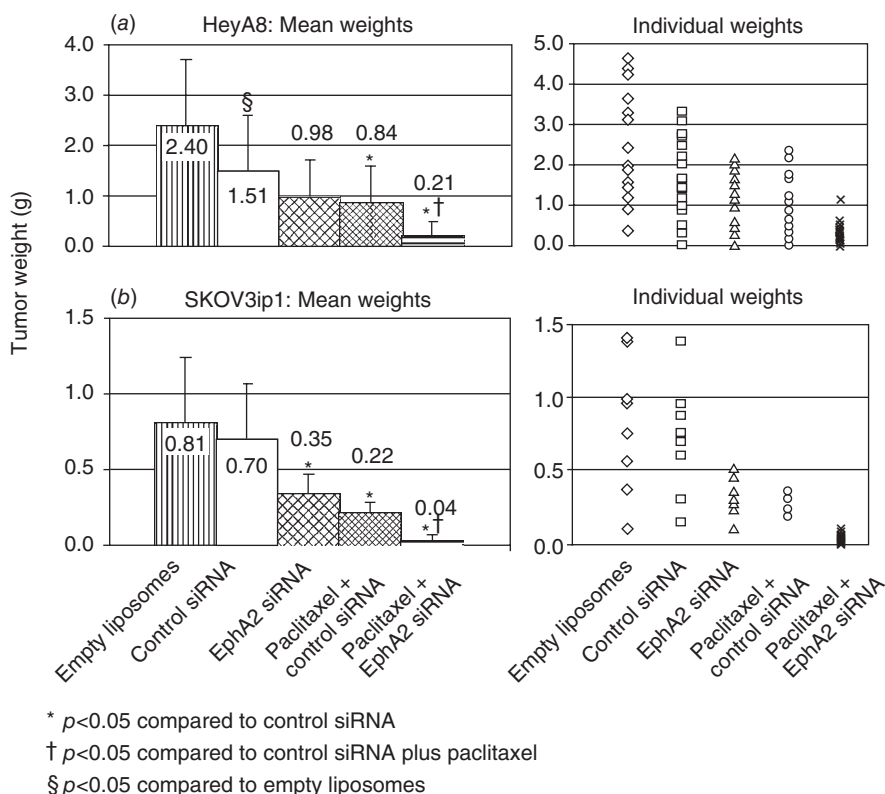 (a) HeyA8: Mean weights
Individual weights
Tumor weight (g)
4.0
3.0
2.0
1.0
0.0
2.40
§
1.51
0.98
0.84
*
0.21
*†
5.0
4.0
3.0
2.0
1.0
0.0
(b) SKOV3ip1: Mean weights
Individual weights
1.5
1.0
0.5
0.0
0.81
0.70
0.35
*
0.22
*
0.04
*†
1.5
1.0
0.5
0.0
Empty liposomes
Control siRNA
EphA2 siRNA
Paclitaxel +
control siRNA
Paclitaxel +
EphA2 siRNA
Empty liposomes
Control siRNA
EphA2 siRNA
Paclitaxel +
control siRNA
Paclitaxel +
EphA2 siRNA
* p<0.05 compared to control siRNA
† p<0.05 compared to control siRNA plus paclitaxel
§ p<0.05 compared to empty liposomes